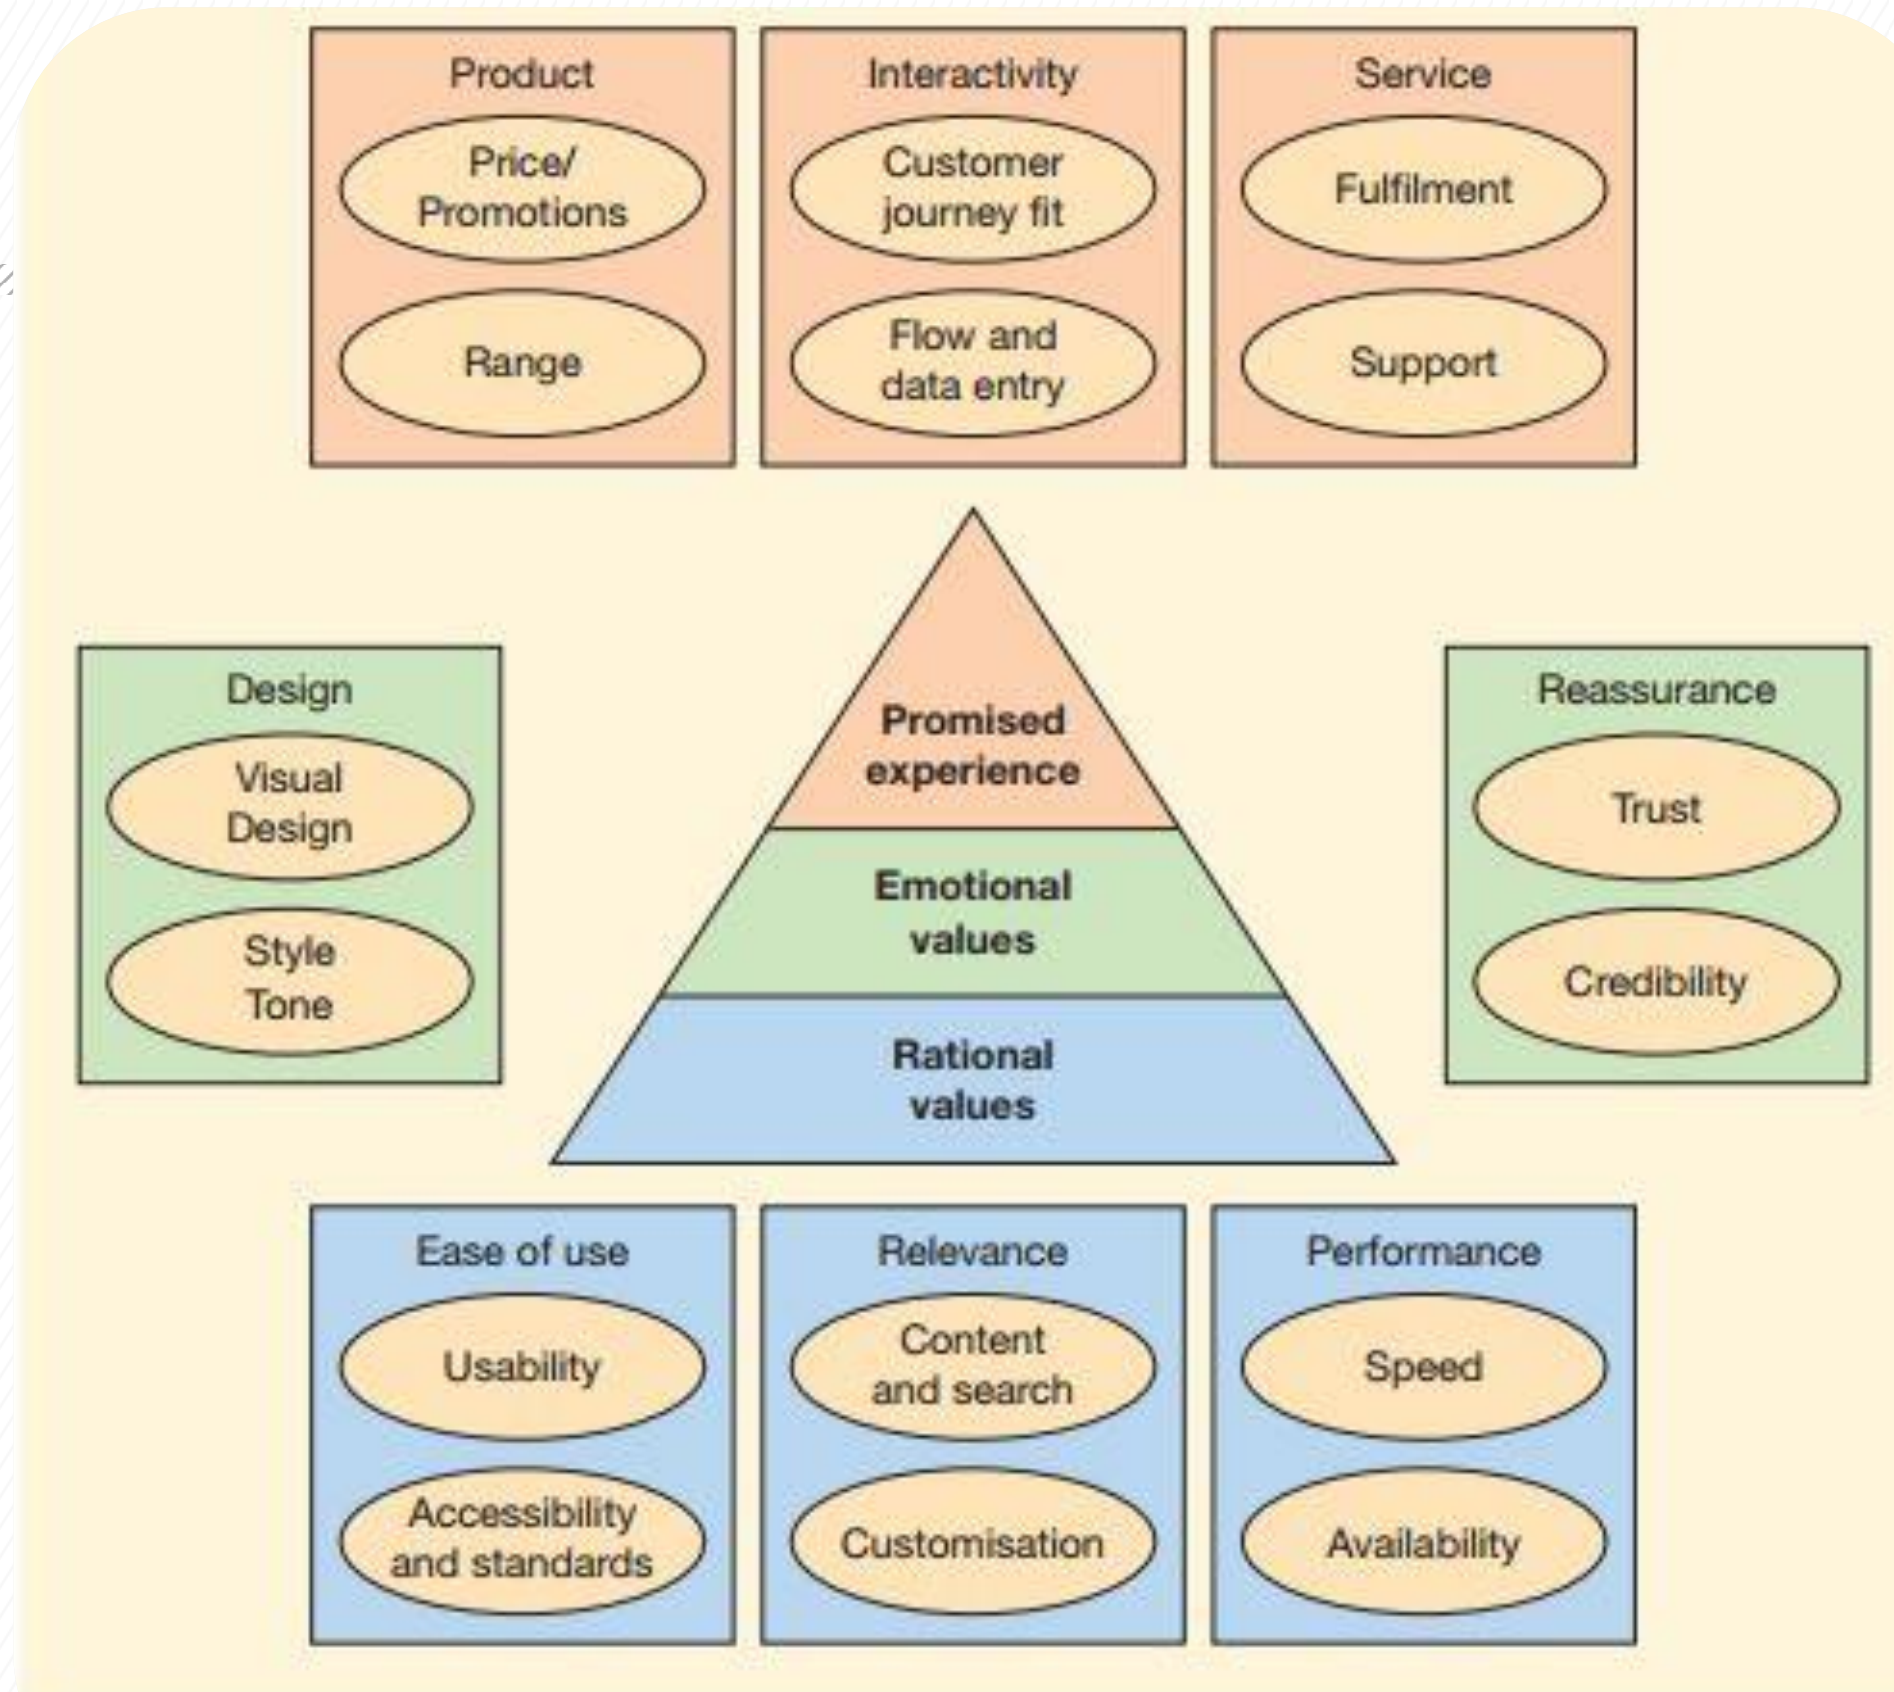 Product
Price/
Promotions
Range
Interactivity
Customer
journey fit
Flow and
data entry
Service
Fulfilment
Support
Promised
experience
Emotional
values
Rational
values
Design
Visual
Design
Style
Tone
Reassurance
Trust
Credibility
Ease of use
Usability
Accessibility
and standards
Relevance
Content
and search
Customisation
Performance
Speed
Availability